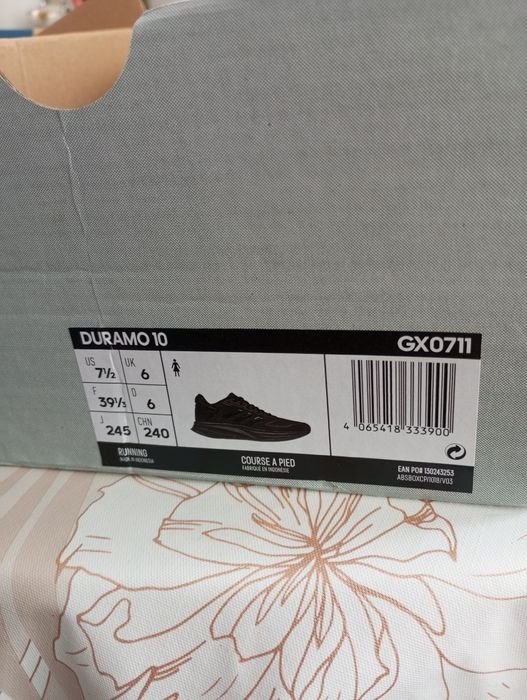 DURAMO 10 GX0711
US 7½ UK 6
F 39⅓ D 6
J 245 CHN 240
RUNNING
MADE IN INDONESIA
COURSE A PIED
FABRIQUÉ EN INDONÉSIE
4 065418 333900
EAN PO# 130243253
ABSBOXCP/1018/V03